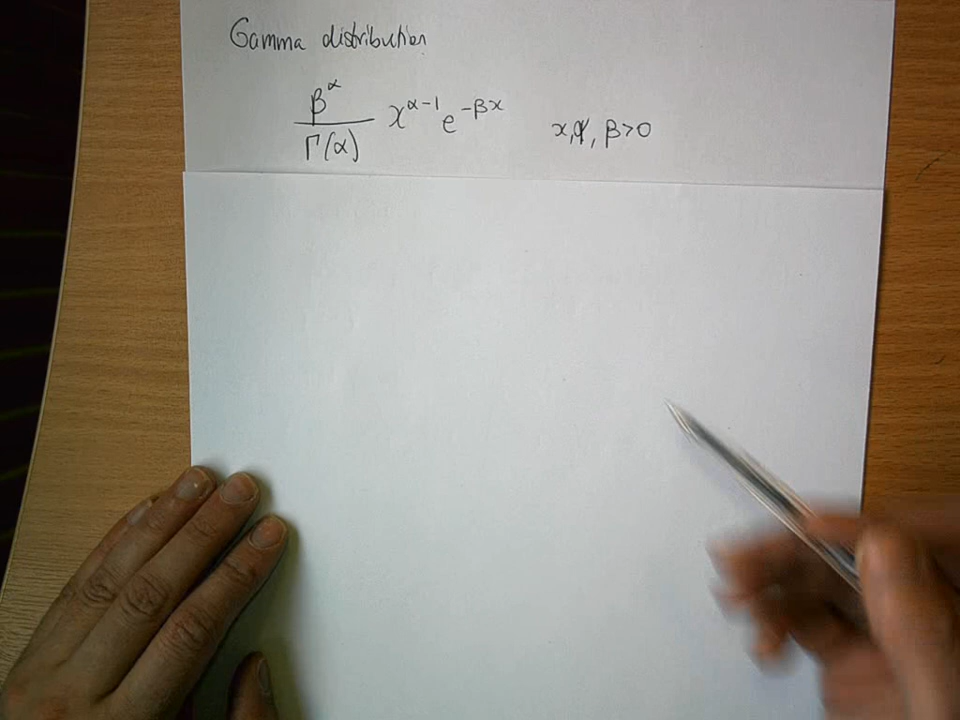 Gamma distribution
β^α / Γ(α) x^(α-1) e^(-βx) x, α, β>0